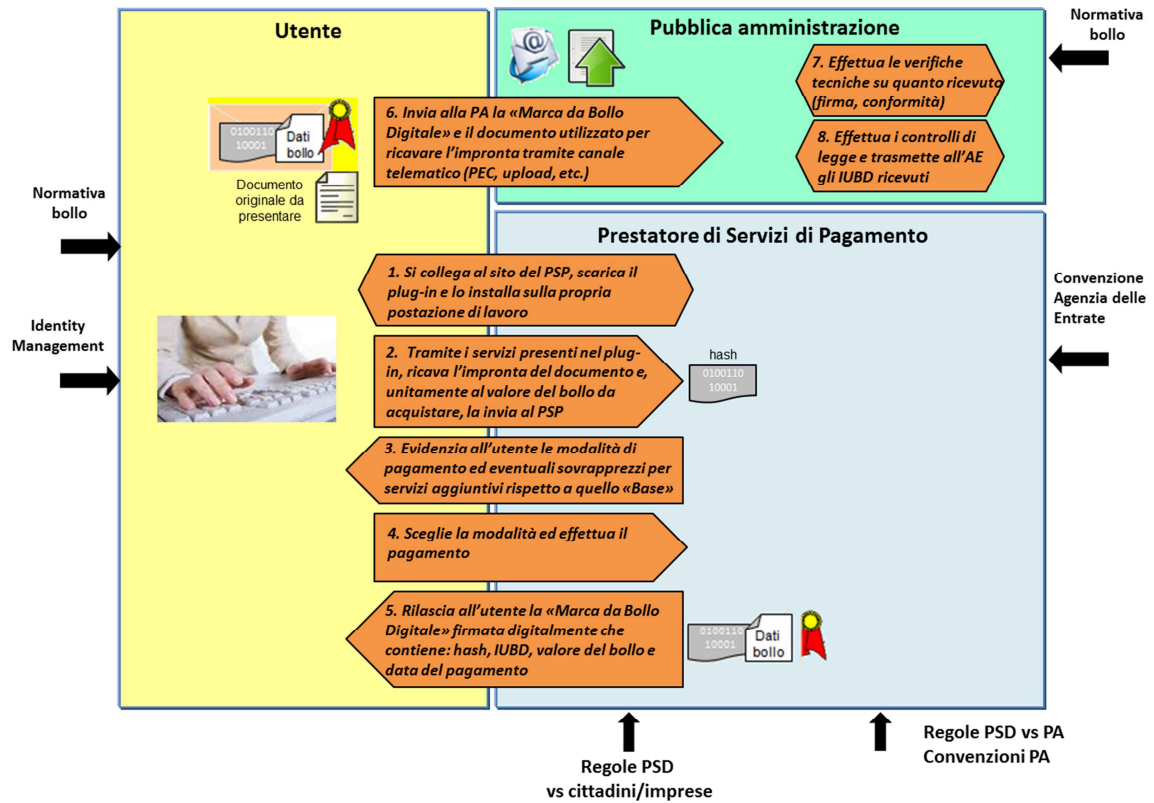 Utente
Pubblica amministrazione
Normativa
bollo
7. Effettua le verifiche
tecniche su quanto ricevuto
(firma, conformità)
8. Effettua i controlli di
legge e trasmette all'AE
gli IUBD ricevuti
6. Invia alla PA la «Marca da Bollo
Digitale» e il documento utilizzato per
ricavare l'impronta tramite canale
telematico (PEC, upload, etc.)
0100110
10001
Dati
bollo
Documento
originale da
presentare
Normativa
bollo
Identity
Management
Prestatore di Servizi di Pagamento
1. Si collega al sito del PSP, scarica il
plug-in e lo installa sulla propria
postazione di lavoro
Convenzione
Agenzia delle
Entrate
2. Tramite i servizi presenti nel plug-
in, ricava l'impronta del documento e,
unitamente al valore del bollo da
acquistare, la invia al PSP
hash
0100110
10001
3. Evidenzia all'utente le modalità di
pagamento ed eventuali sovrapprezzi per
servizi aggiuntivi rispetto a quello «Base»
4. Sceglie la modalità ed effettua il
pagamento
5. Rilascia all'utente la «Marca da Bollo
Digitale» firmata digitalmente che
contiene: hash, IUBD, valore del bollo e
data del pagamento
0100110
10001
Dati
bollo
Regole PSD
vs cittadini/imprese
Regole PSD vs PA
Convenzioni PA